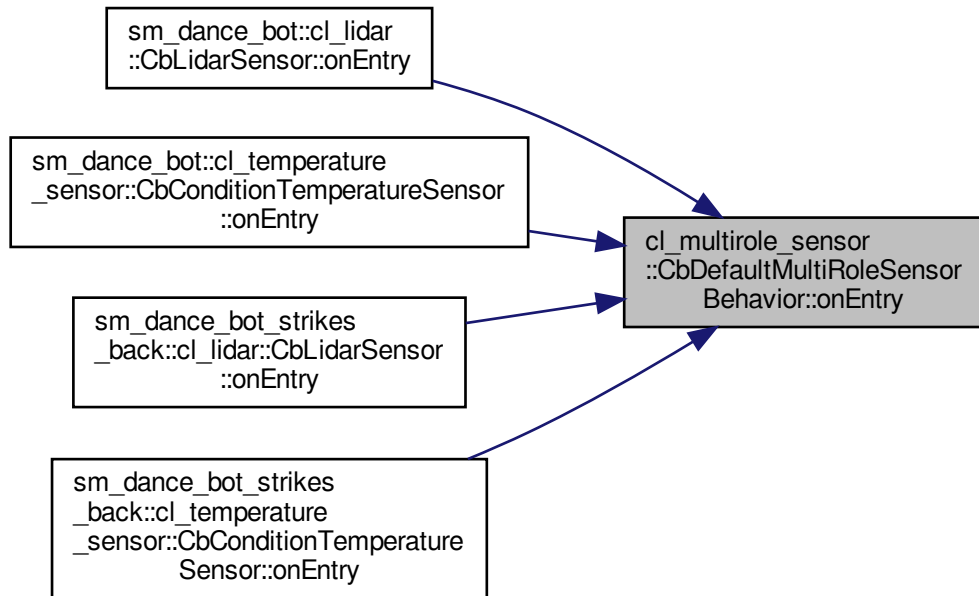 sm_dance_bot::cl_lidar
::CbLidarSensor::onEntry
sm_dance_bot::cl_temperature
_sensor::CbConditionTemperatureSensor
::onEntry
cl_multirole_sensor
::CbDefaultMultiRoleSensor
Behavior::onEntry
sm_dance_bot_strikes
_back::cl_lidar::CbLidarSensor
::onEntry
sm_dance_bot_strikes
_back::cl_temperature
_sensor::CbConditionTemperature
Sensor::onEntry